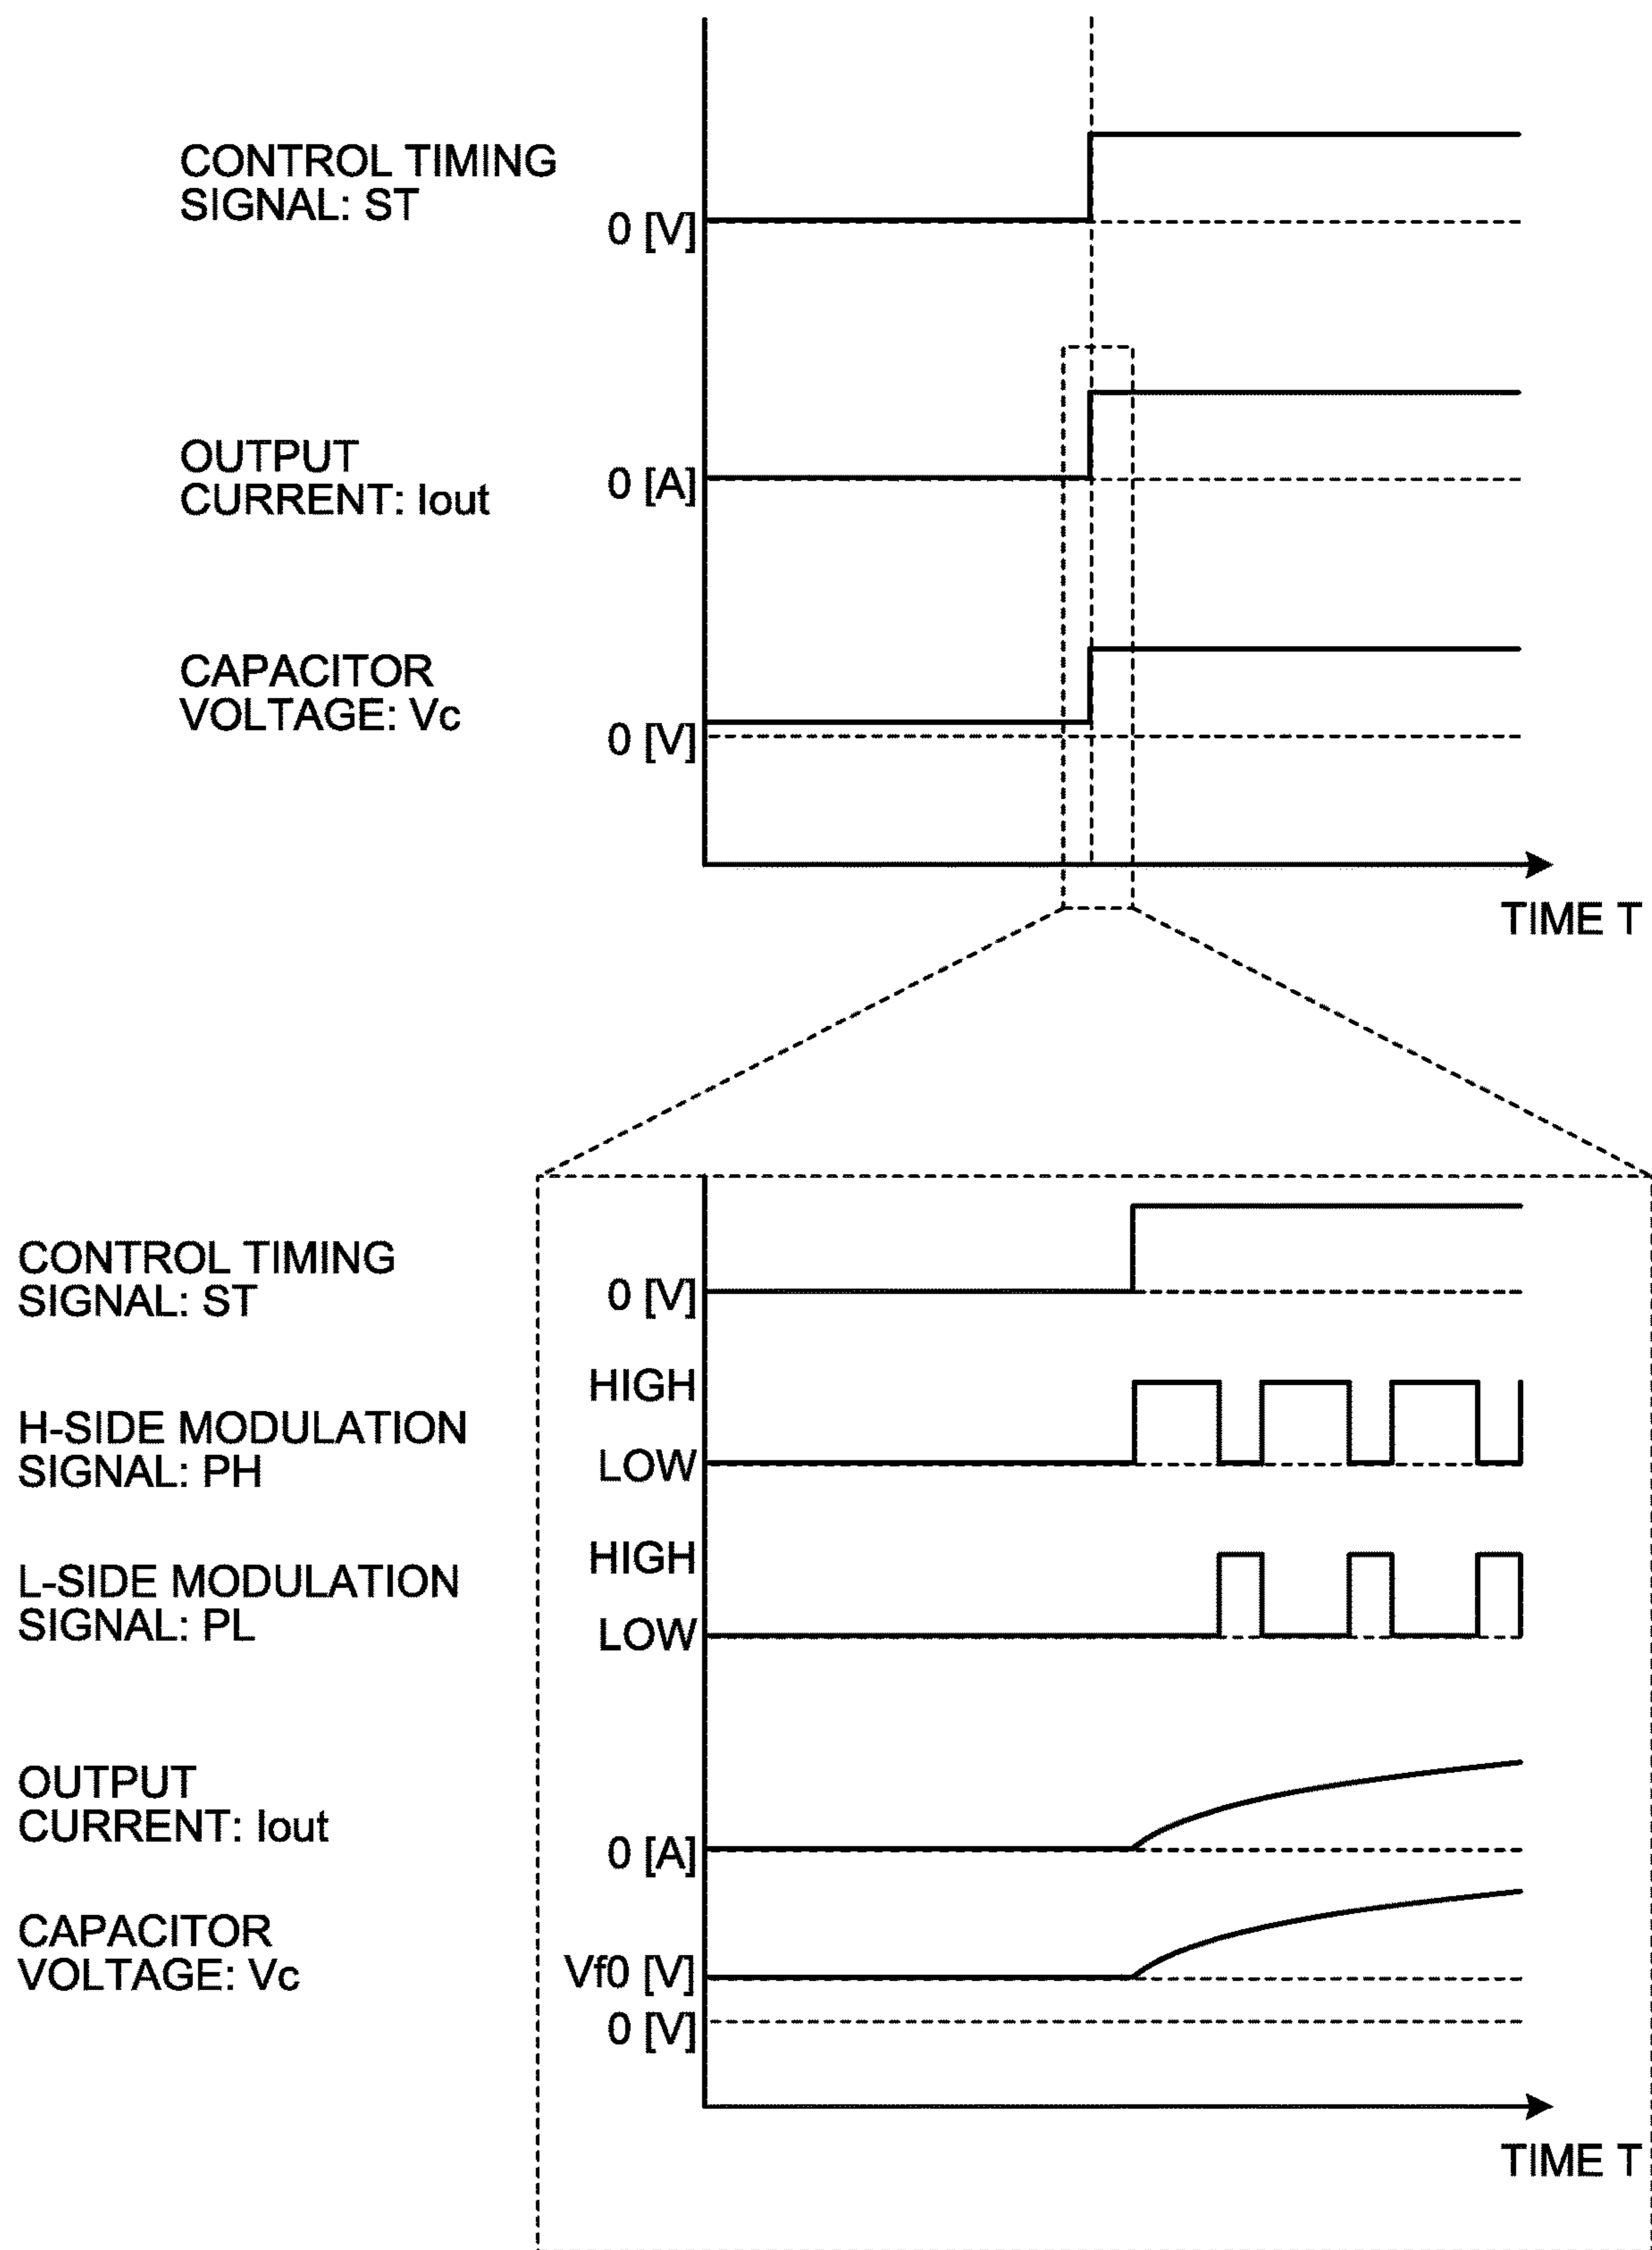 CONTROL TIMING
SIGNAL: ST
0 [V]
OUTPUT
CURRENT: Iout
0 [A]
CAPACITOR
VOLTAGE: Vc
0 [V]
TIME T
CONTROL TIMING
SIGNAL: ST
0 [V]
HIGH
H-SIDE MODULATION
SIGNAL: PH
LOW
HIGH
L-SIDE MODULATION
SIGNAL: PL
LOW
OUTPUT
CURRENT: Iout
0 [A]
CAPACITOR
VOLTAGE: Vc
Vf0 [V]
0 [V]
TIME T